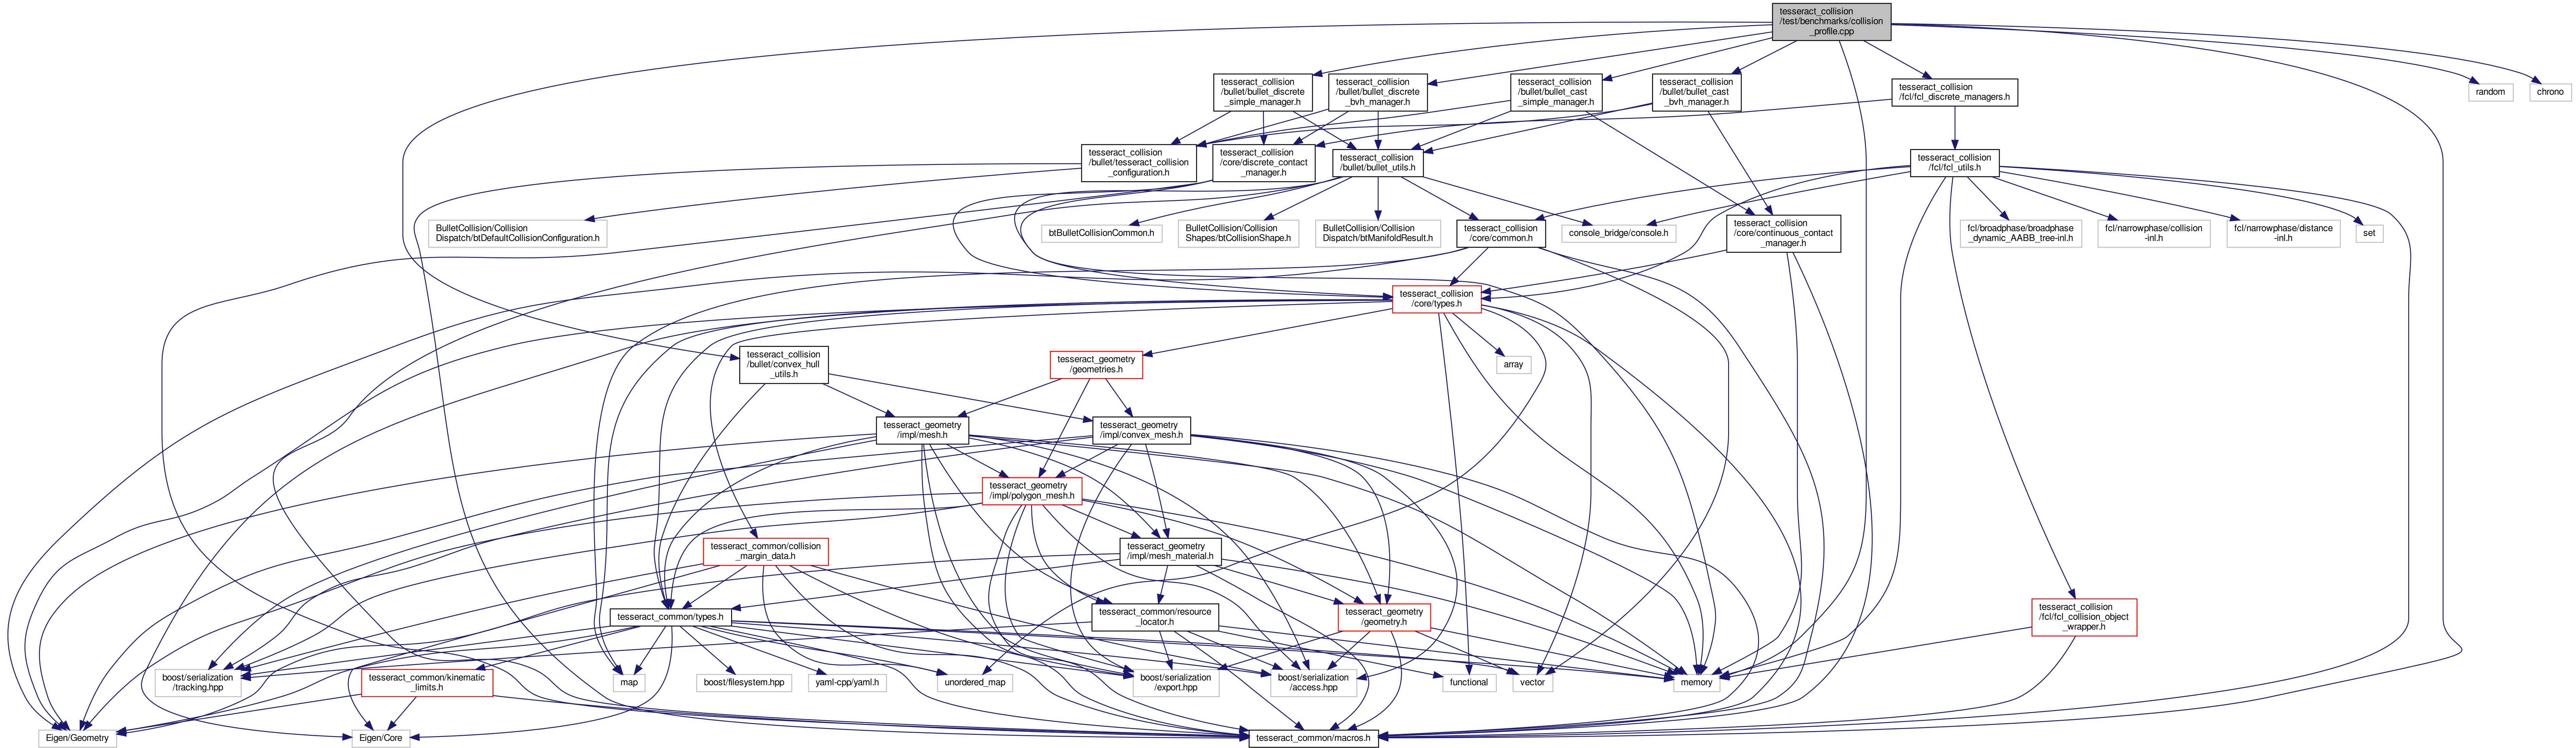 tesseract_collision
/test/benchmarks/collision
_profile.cpp
tesseract_collision
/bullet/bullet_discrete
_simple_manager.h
tesseract_collision
/bullet/bullet_discrete
_bvh_manager.h
tesseract_collision
/bullet/bullet_cast
_simple_manager.h
tesseract_collision
/bullet/bullet_cast
_bvh_manager.h
tesseract_collision
/fcl/fcl_discrete_managers.h
random
chrono
tesseract_collision
/bullet/tesseract_collision
_configuration.h
tesseract_collision
/core/discrete_contact
_manager.h
tesseract_collision
/bullet/bullet_utils.h
tesseract_collision
/fcl/fcl_utils.h
BulletCollision/Collision
Dispatch/btDefaultCollisionConfiguration.h
btBulletCollisionCommon.h
BulletCollision/Collision
Shapes/btCollisionShape.h
BulletCollision/Collision
Dispatch/btManifoldResult.h
tesseract_collision
/core/common.h
console_bridge/console.h
tesseract_collision
/core/continuous_contact
_manager.h
fcl/broadphase/broadphase
_dynamic_AABB_tree-inl.h
fcl/narrowphase/collision
-inl.h
fcl/narrowphase/distance
-inl.h
set
tesseract_collision
/core/types.h
tesseract_collision
/bullet/convex_hull
_utils.h
tesseract_geometry
/geometries.h
array
tesseract_geometry
/impl/mesh.h
tesseract_geometry
/impl/convex_mesh.h
tesseract_geometry
/impl/polygon_mesh.h
tesseract_common/collision
_margin_data.h
tesseract_geometry
/impl/mesh_material.h
tesseract_common/types.h
tesseract_common/resource
_locator.h
tesseract_geometry
/geometry.h
tesseract_collision
/fcl/fcl_collision_object
_wrapper.h
boost/serialization
/tracking.hpp
tesseract_common/kinematic
_limits.h
map
boost/filesystem.hpp
yaml-cpp/yaml.h
unordered_map
boost/serialization
/export.hpp
boost/serialization
/access.hpp
functional
vector
memory
Eigen/Geometry
Eigen/Core
tesseract_common/macros.h